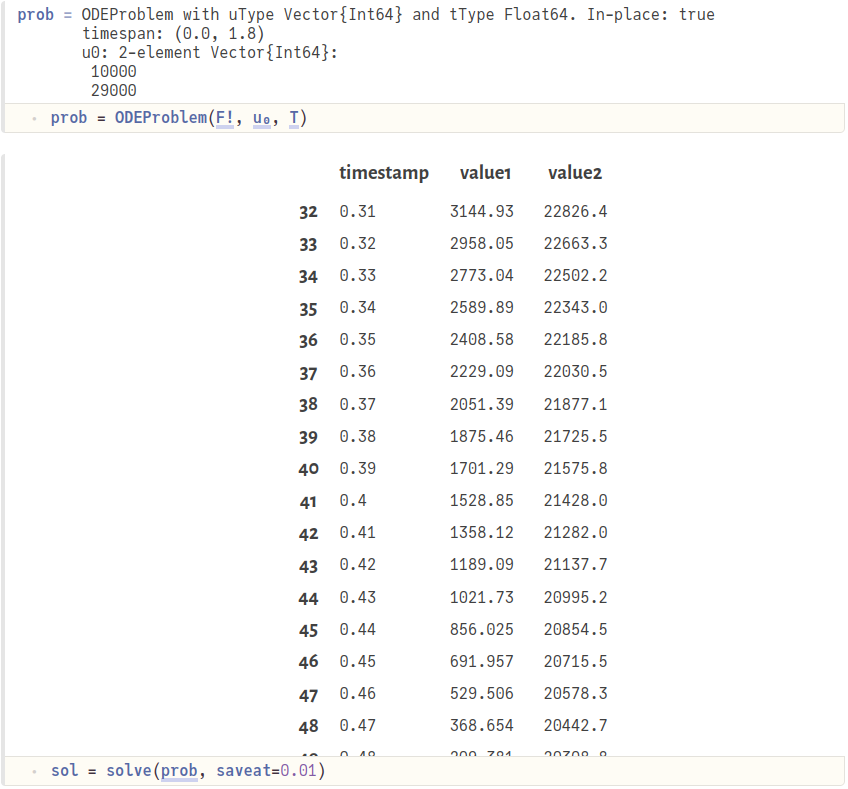 prob = ODEProblem with uType Vector{Int64} and tType Float64. In-place: true
timespan: (0.0, 1.8)
u0: 2-element Vector{Int64}:
10000
29000
prob = ODEProblem(F!, u₀, T)
timestamp value1 value2
32 0.31 3144.93 22826.4
33 0.32 2958.05 22663.3
34 0.33 2773.04 22502.2
35 0.34 2589.89 22343.0
36 0.35 2408.58 22185.8
37 0.36 2229.09 22030.5
38 0.37 2051.39 21877.1
39 0.38 1875.46 21725.5
40 0.39 1701.29 21575.8
41 0.4 1528.85 21428.0
42 0.41 1358.12 21282.0
43 0.42 1189.09 21137.7
44 0.43 1021.73 20995.2
45 0.44 856.025 20854.5
46 0.45 691.957 20715.5
47 0.46 529.506 20578.3
48 0.47 368.654 20442.7
sol = solve(prob, saveat=0.01)